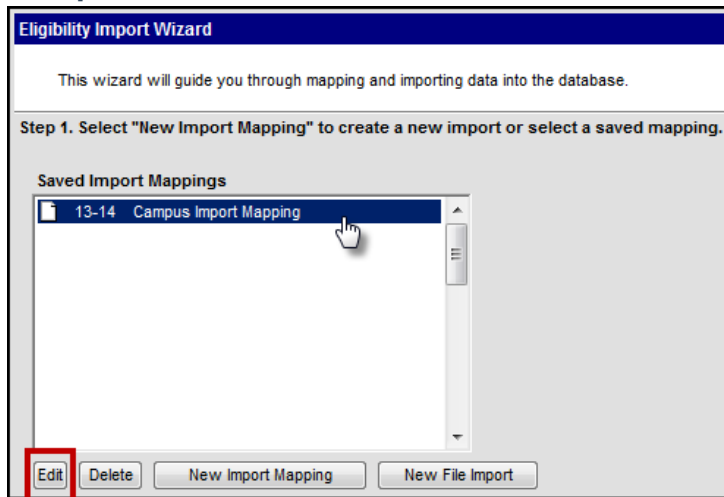 Eligibility Import Wizard
This wizard will guide you through mapping and importing data into the database.
Step 1. Select "New Import Mapping" to create a new import or select a saved mapping.
Saved Import Mappings
13-14 Campus Import Mapping
Edit Delete New Import Mapping New File Import